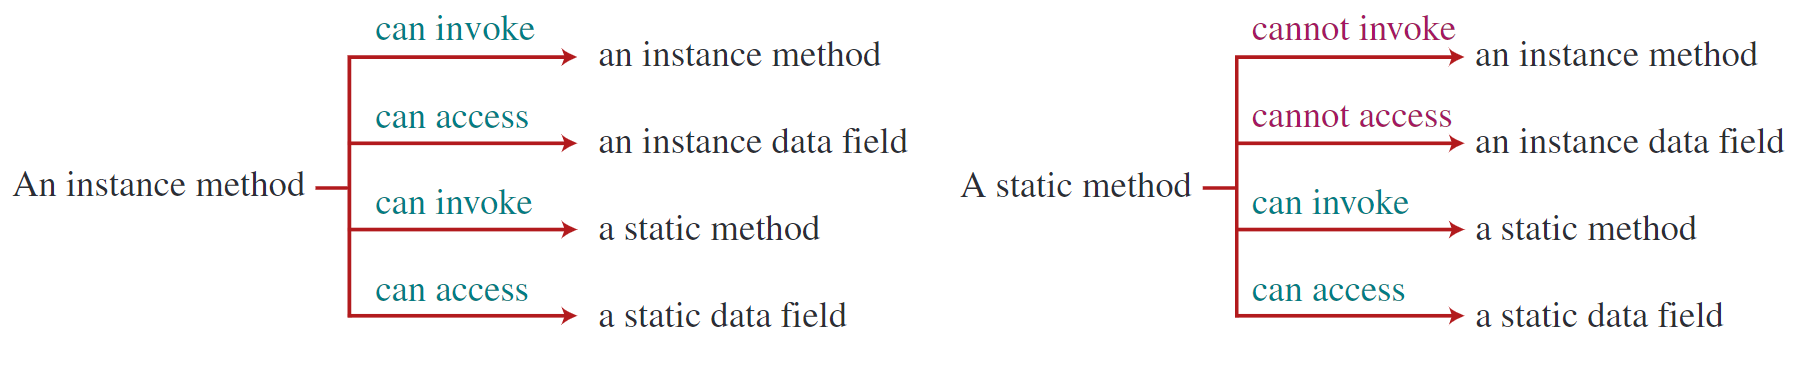 An instance method
can invoke
an instance method
can access
an instance data field
can invoke
a static method
can access
a static data field
A static method
cannot invoke
an instance method
cannot access
an instance data field
can invoke
a static method
can access
a static data field